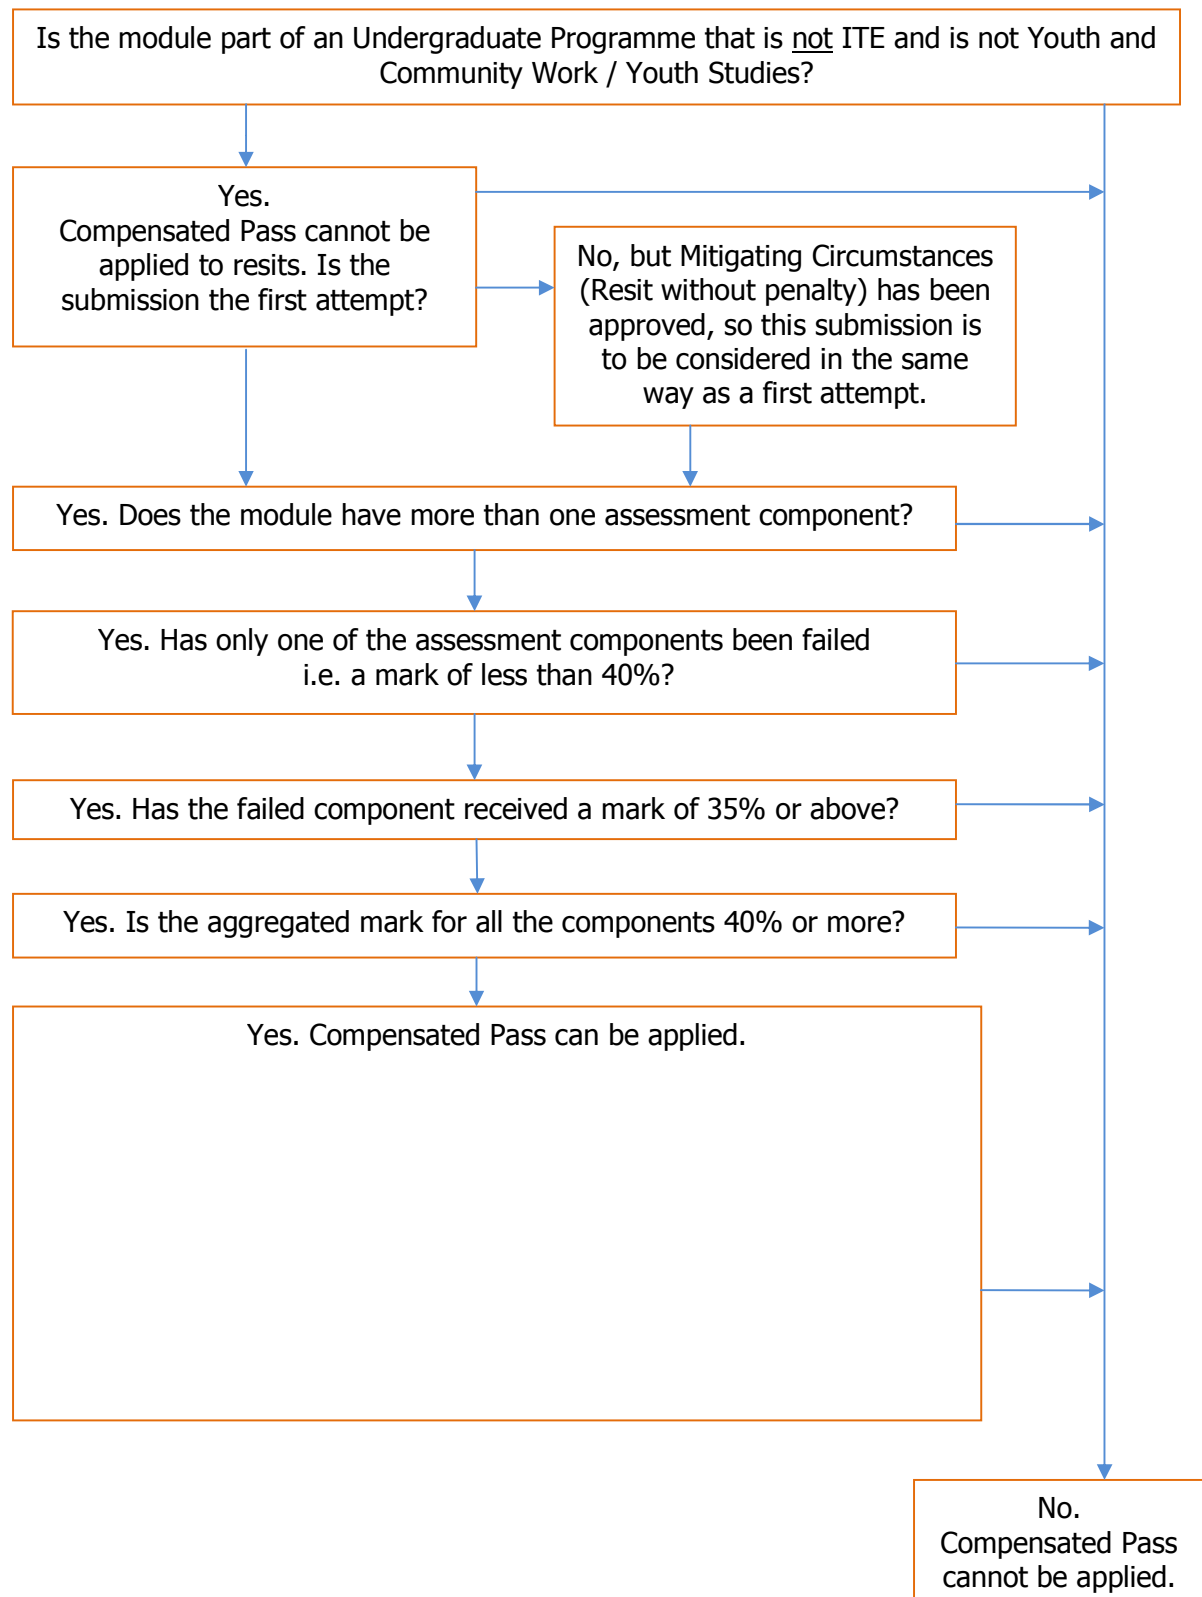 Is the module part of an Undergraduate Programme that is not ITE and is not Youth and
Community Work / Youth Studies?
Yes.
Compensated Pass cannot be
applied to resits. Is the
submission the first attempt?
No, but Mitigating Circumstances
(Resit without penalty) has been
approved, so this submission is
to be considered in the same
way as a first attempt.
Yes. Does the module have more than one assessment component?
Yes. Has only one of the assessment components been failed
i.e. a mark of less than 40%?
Yes. Has the failed component received a mark of 35% or above?
Yes. Is the aggregated mark for all the components 40% or more?
Yes. Compensated Pass can be applied.
No.
Compensated Pass
cannot be applied.